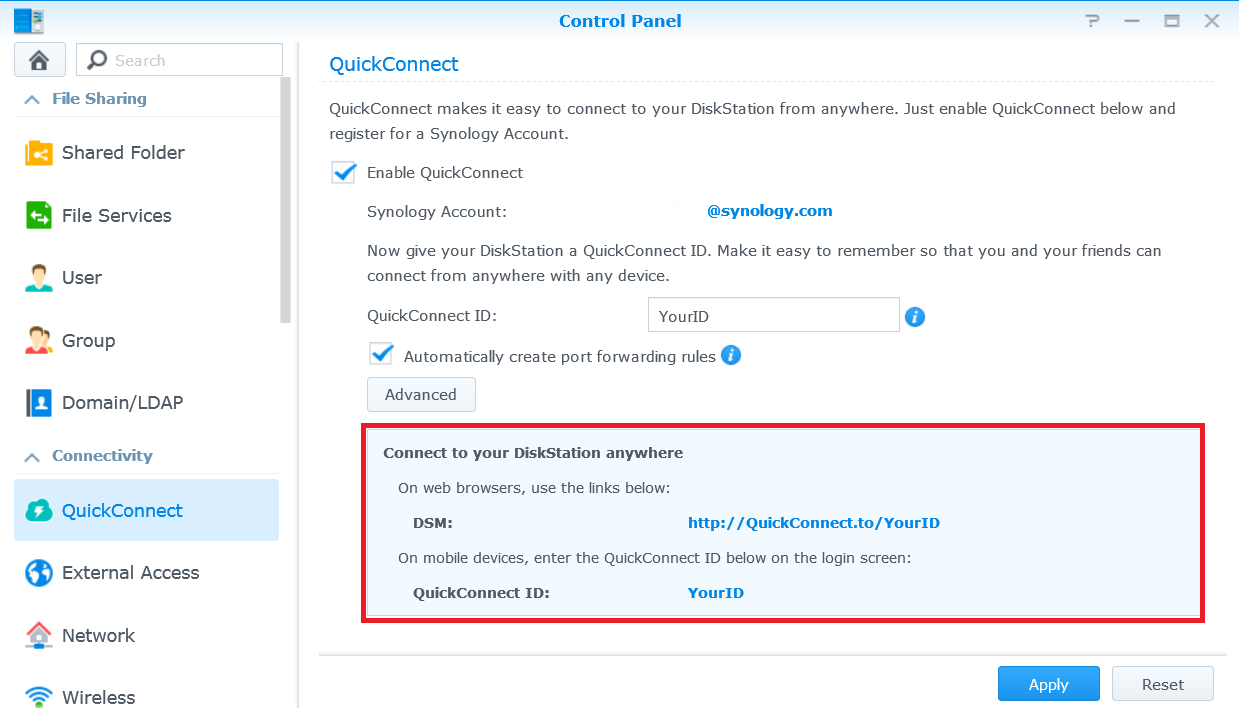 Control Panel
Search
File Sharing
Shared Folder
File Services
User
Group
Domain/LDAP
Connectivity
QuickConnect
External Access
Network
Wireless
QuickConnect
QuickConnect makes it easy to connect to your DiskStation from anywhere. Just enable QuickConnect below and
register for a Synology Account.
Enable QuickConnect
Synology Account: @synology.com
Now give your DiskStation a QuickConnect ID. Make it easy to remember so that you and your friends can
connect from anywhere with any device.
QuickConnect ID: YourID
Automatically create port forwarding rules
Advanced
Connect to your DiskStation anywhere
On web browsers, use the links below:
DSM: http://QuickConnect.to/YourID
On mobile devices, enter the QuickConnect ID below on the login screen:
QuickConnect ID: YourID
Apply Reset